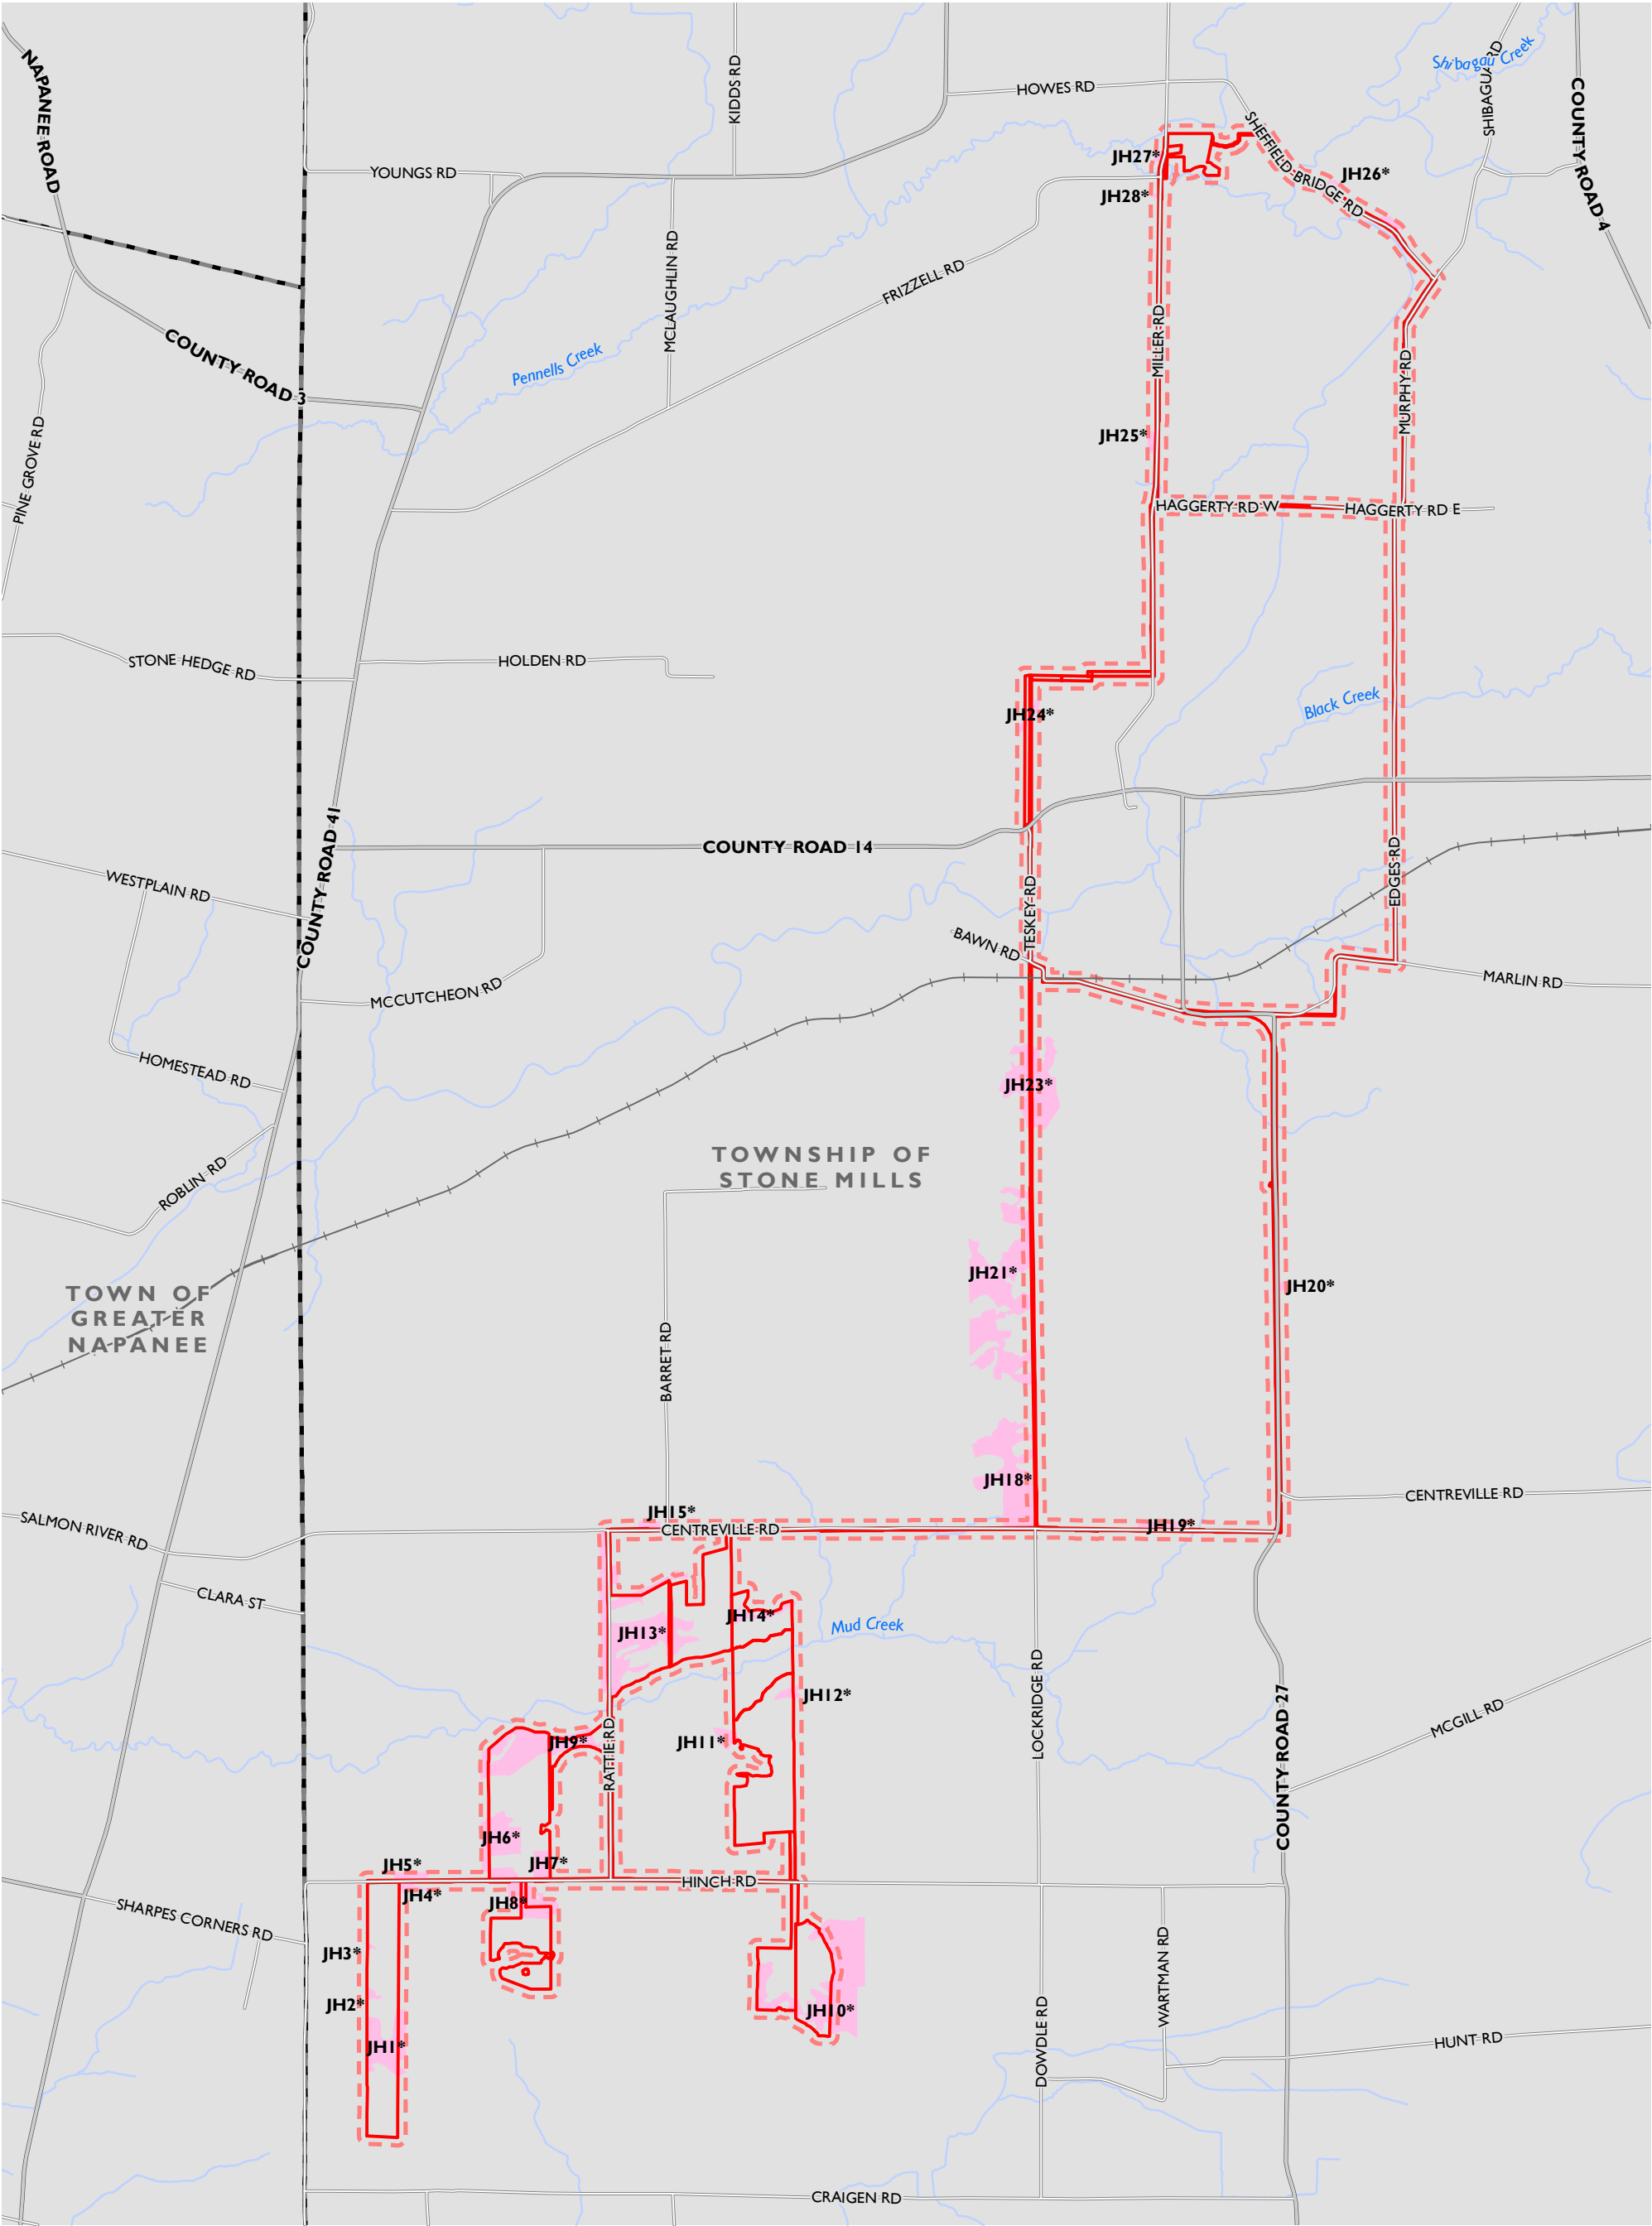 Shibagau Creek
SHIBAGUA RD
NAPANEE ROAD
KIDDS RD
HOWES RD
COUNTY ROAD 4
SHEFFIELD BRIDGE RD
JH27*
YOUNGS RD
JH26*
JH28*
MCLAUGHLIN RD
FRIZZELL RD
MILLER RD
COUNTY ROAD 3
Pennells Creek
MURPHY RD
PINE GROVE RD
JH25*
HAGGERTY RD W
HAGGERTY RD E
STONE HEDGE RD
HOLDEN RD
Black Creek
JH24*
COUNTY ROAD 41
COUNTY ROAD 14
EDGES RD
WESTPLAIN RD
TESKEY RD
BAWN RD
MARLIN RD
MCCUTCHEON RD
HOMESTEAD RD
JH23*
TOWNSHIP OF
STONE MILLS
ROBLIN RD
JH21*
JH20*
TOWN OF
GREATER
NAPANEE
BARRET RD
JH18*
CENTREVILLE RD
JH15*
SALMON RIVER RD
CENTREVILLE RD
JH19*
CLARA ST
JH14*
JH13*
Mud Creek
LOCKRIDGE RD
JH12*
MCGILL RD
COUNTY ROAD 27
JH9*
RATTIE RD
JH11*
JH6*
JH7*
JH5*
HINCH RD
JH4*
JH8*
SHARPES CORNERS RD
WARTMAN RD
JH3*
JH2*
JH10*
DOWDLE RD
JH1*
HUNT RD
CRAIGEN RD